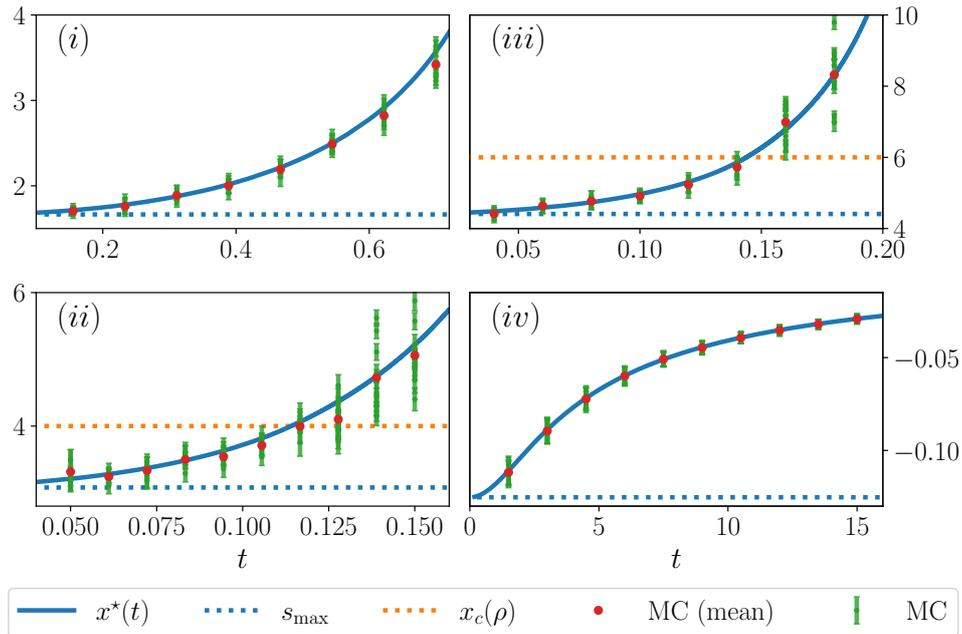 (i)
4
3
2
0.2 0.4 0.6
(iii)
10
8
6
4
0.05 0.10 0.15 0.20
(ii)
6
4
0.050 0.075 0.100 0.125 0.150
t
(iv)
−0.05
−0.10
0 5 10 15
t
x⋆(t) s_max x_c(ρ) MC (mean) MC